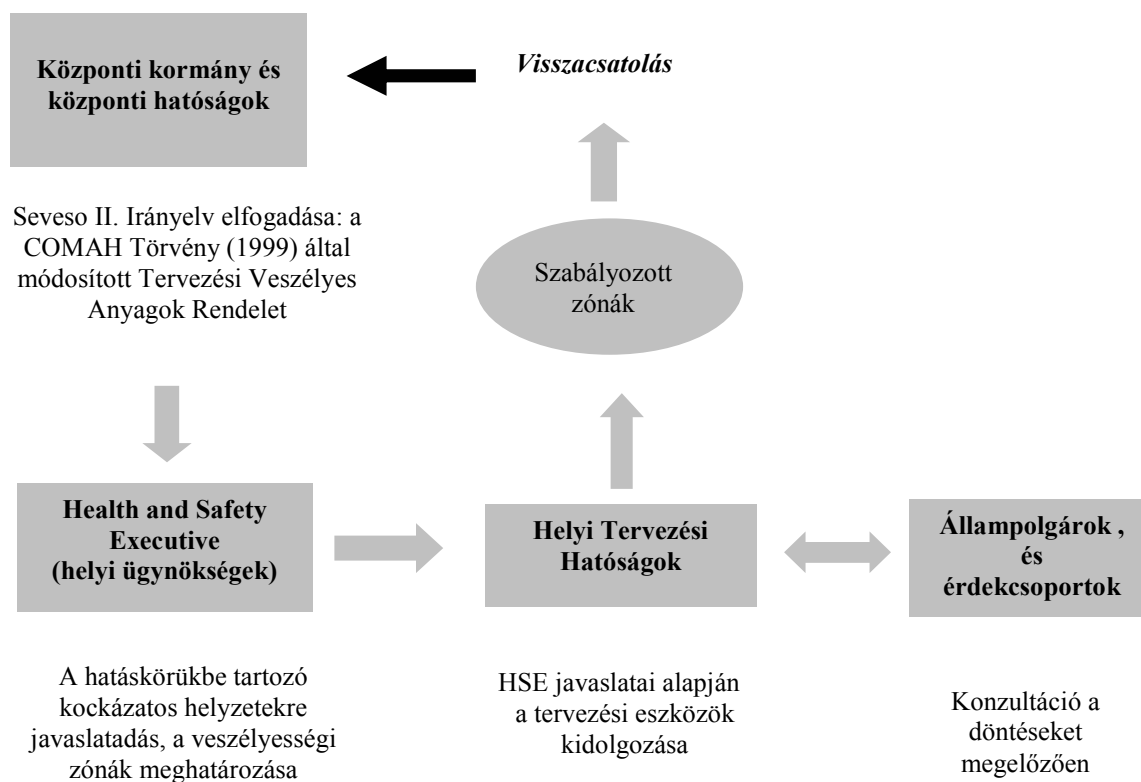 Központi kormány és
központi hatóságok
Visszacsatolás
Seveso II. Irányelv elfogadása: a
COMAH Törvény (1999) által
módosított Tervezési Veszélyes
Anyagok Rendelet
Szabályozott
zónák
Health and Safety
Executive
(helyi ügynökségek)
Helyi Tervezési
Hatóságok
Állampolgárok ,
és
érdekcsoportok
A hatáskörükbe tartozó
kockázatos helyzetekre
javaslatadás, a veszélyességi
zónák meghatározása
HSE javaslatai alapján
a tervezési eszközök
kidolgozása
Konzultáció a
döntéseket
megelőzően